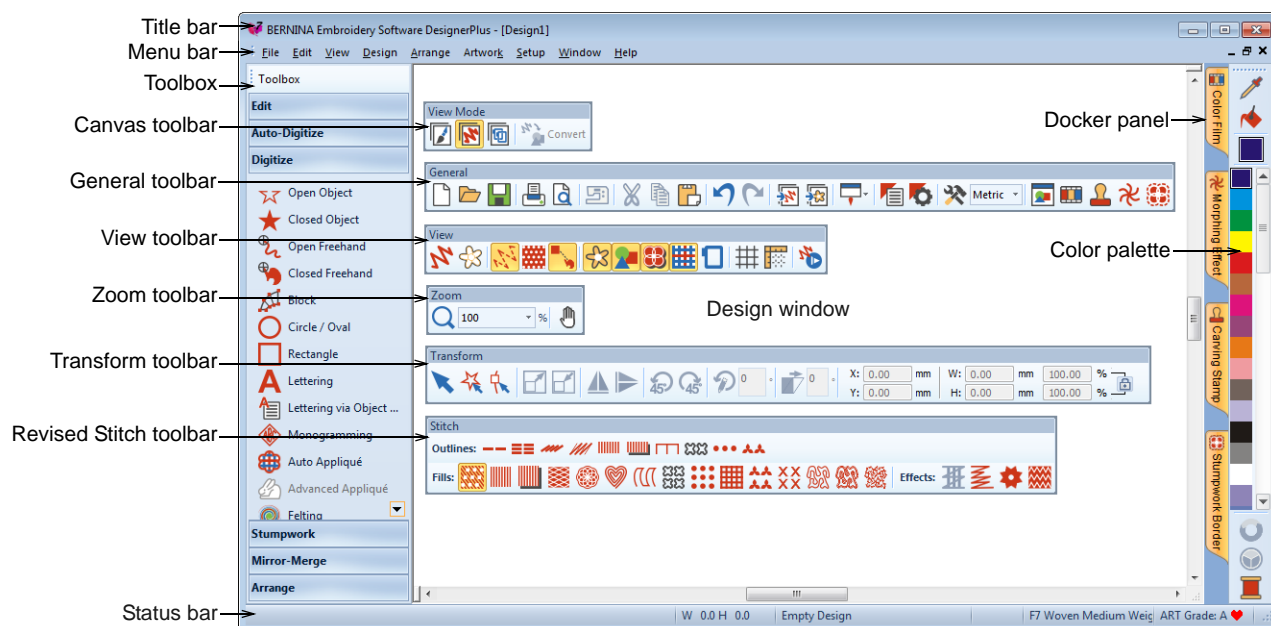 Title bar
BERNINA Embroidery Software DesignerPlus - [Design1]
Menu bar
File Edit View Design Arrange Artwork Setup Window Help
Toolbox
Toolbox
Edit
Canvas toolbar
Auto-Digitize
View Mode
Convert
Docker panel
Color Film
Digitize
General toolbar
General
Metric
Open Object
Closed Object
View toolbar
Open Freehand
View
Morphing Effect
Color palette
Closed Freehand
Zoom toolbar
Block
Zoom
100 %
Design window
Circle / Oval
Carving Stamp
Transform toolbar
Rectangle
Transform
45 45 0 ° 0 °
X: 0.00 mm W: 0.00 mm 100.00 %
Y: 0.00 mm H: 0.00 mm 100.00 %
Lettering
Lettering via Object ...
Revised Stitch toolbar
Monogramming
Stitch
Outlines:
Fills: Effects:
Stumpwork Border
Auto Appliqué
Advanced Appliqué
Felting
Stumpwork
Mirror-Merge
Arrange
Status bar
W 0.0 H 0.0 Empty Design F7 Woven Medium Weig ART Grade: A